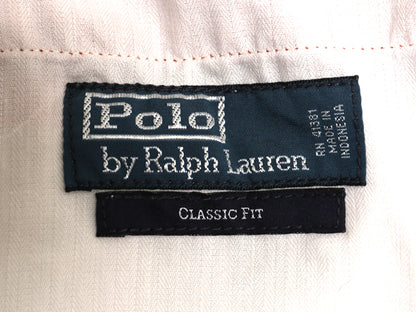 Polo
by Ralph Lauren
RN 41381
MADE IN
INDONESIA
CLASSIC FIT